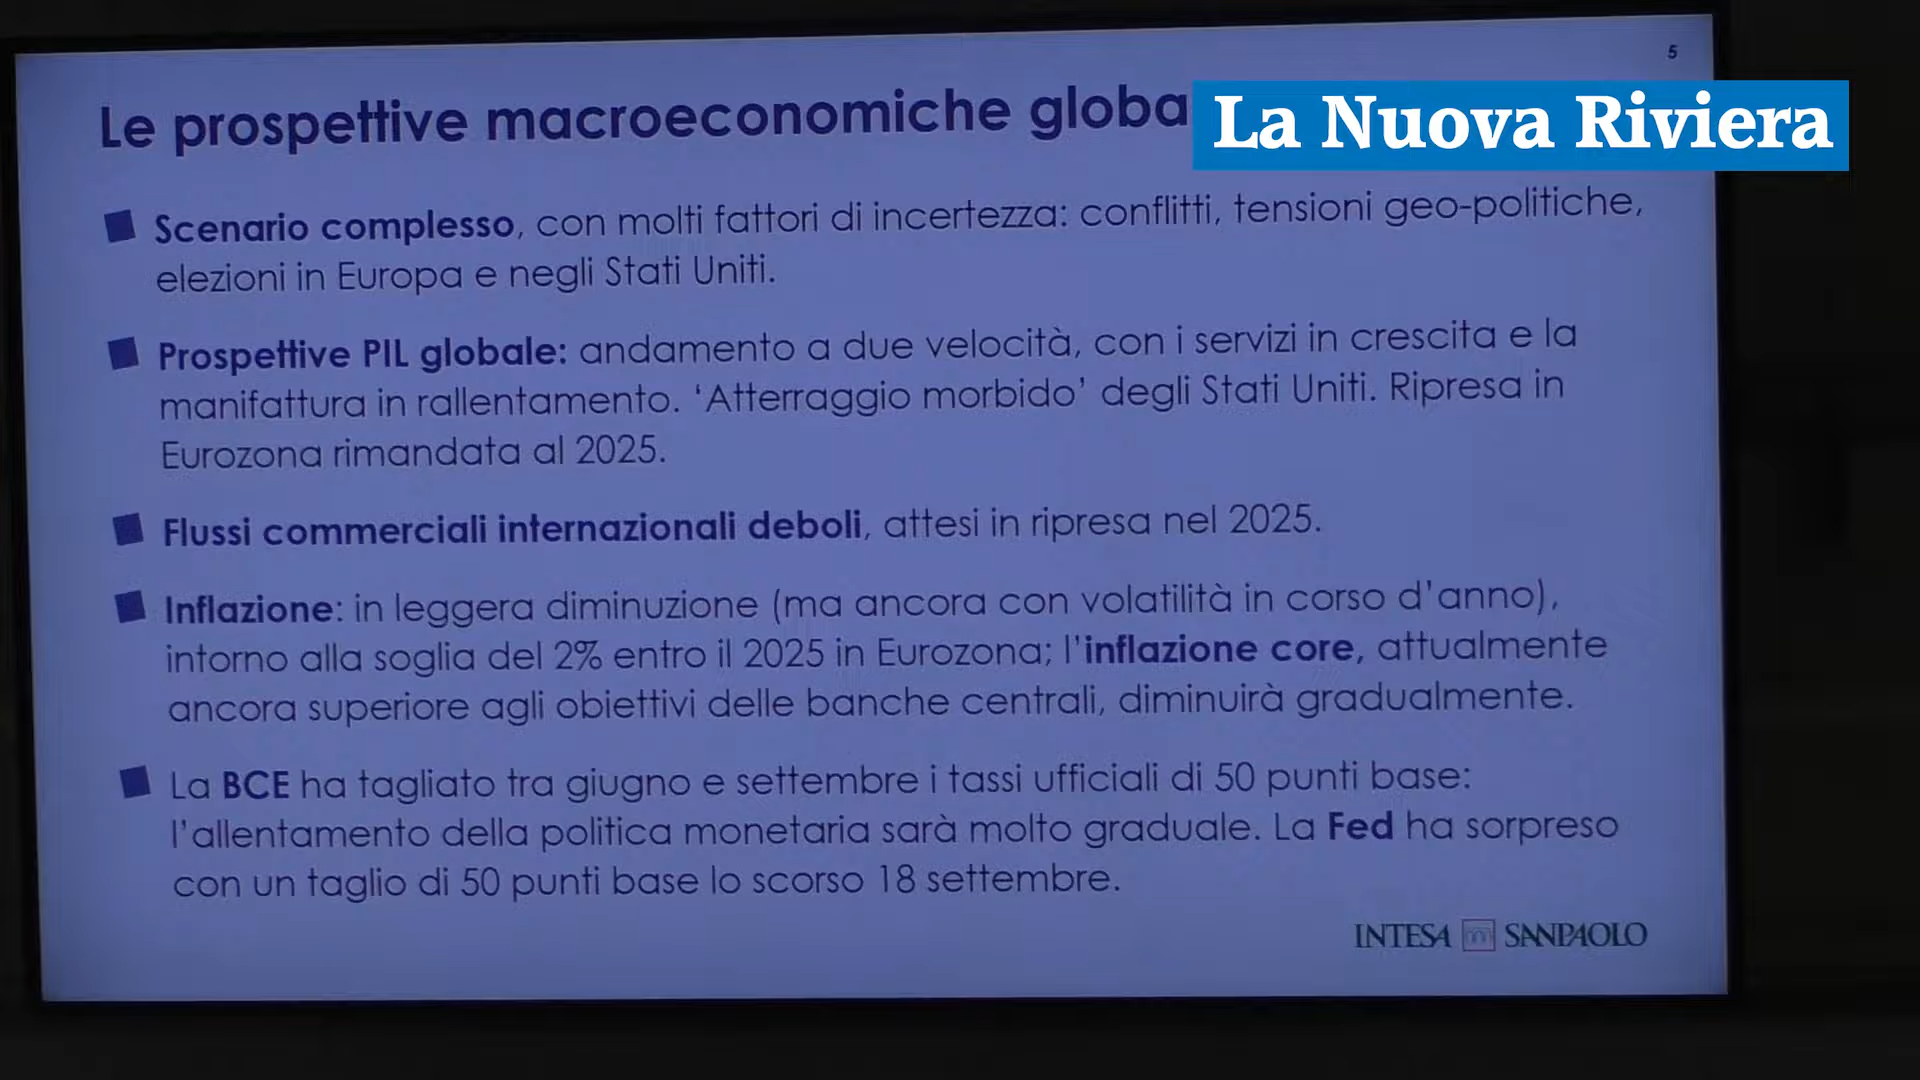 5
Le prospettive macroeconomiche globa
La Nuova Riviera
Scenario complesso, con molti fattori di incertezza: conflitti, tensioni geo-politiche,
elezioni in Europa e negli Stati Uniti.
Prospettive PIL globale: andamento a due velocità, con i servizi in crescita e la
manifattura in rallentamento. ‘Atterraggio morbido’ degli Stati Uniti. Ripresa in
Eurozona rimandata al 2025.
Flussi commerciali internazionali deboli, attesi in ripresa nel 2025.
Inflazione: in leggera diminuzione (ma ancora con volatilità in corso d’anno),
intorno alla soglia del 2% entro il 2025 in Eurozona; l’inflazione core, attualmente
ancora superiore agli obiettivi delle banche centrali, diminuirà gradualmente.
La BCE ha tagliato tra giugno e settembre i tassi ufficiali di 50 punti base:
l’allentamento della politica monetaria sarà molto graduale. La Fed ha sorpreso
con un taglio di 50 punti base lo scorso 18 settembre.
INTESA SANPAOLO